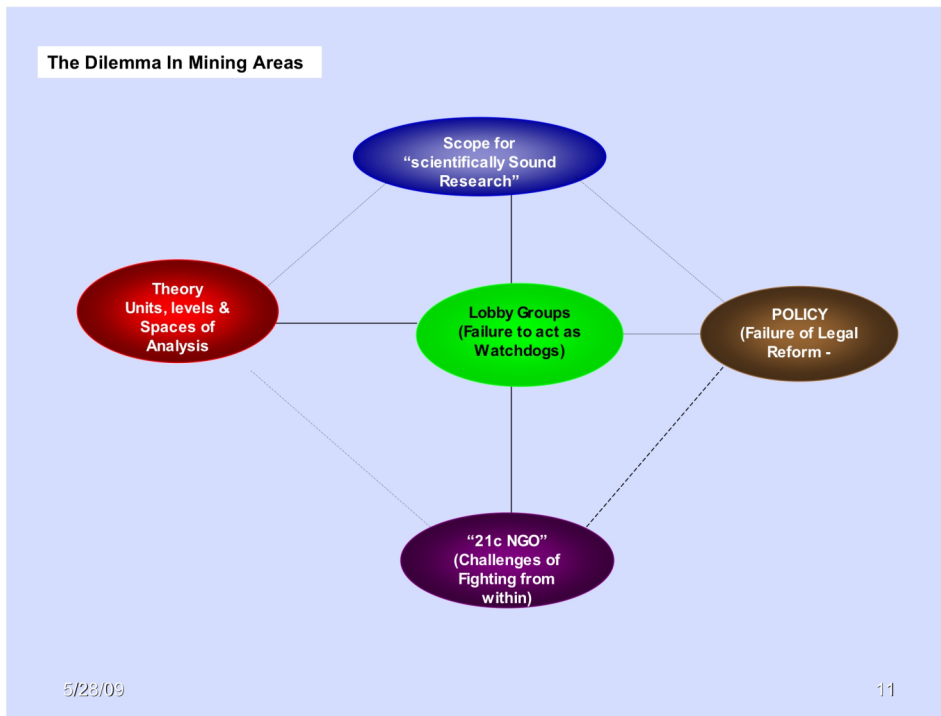 The Dilemma In Mining Areas
Scope for
“scientifically Sound
Research”
Theory
Units, levels &
Spaces of
Analysis
Lobby Groups
(Failure to act as
Watchdogs)
POLICY
(Failure of Legal
Reform -
“21c NGO”
(Challenges of
Fighting from
within)
5/28/09
11